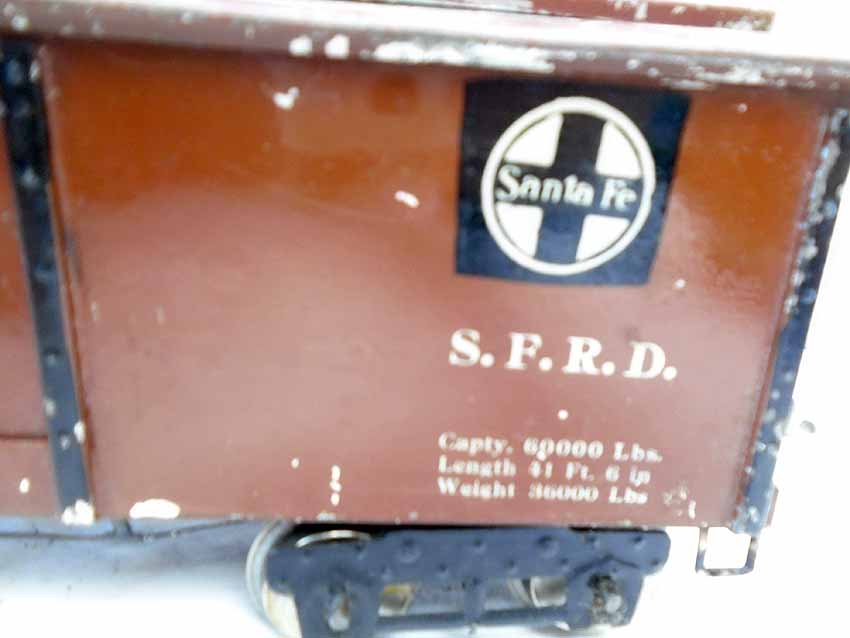 Santa Fe
S. F. R. D.
Capty. 60000 Lbs.
Length 41 Ft. 6 in
Weight 36000 Lbs